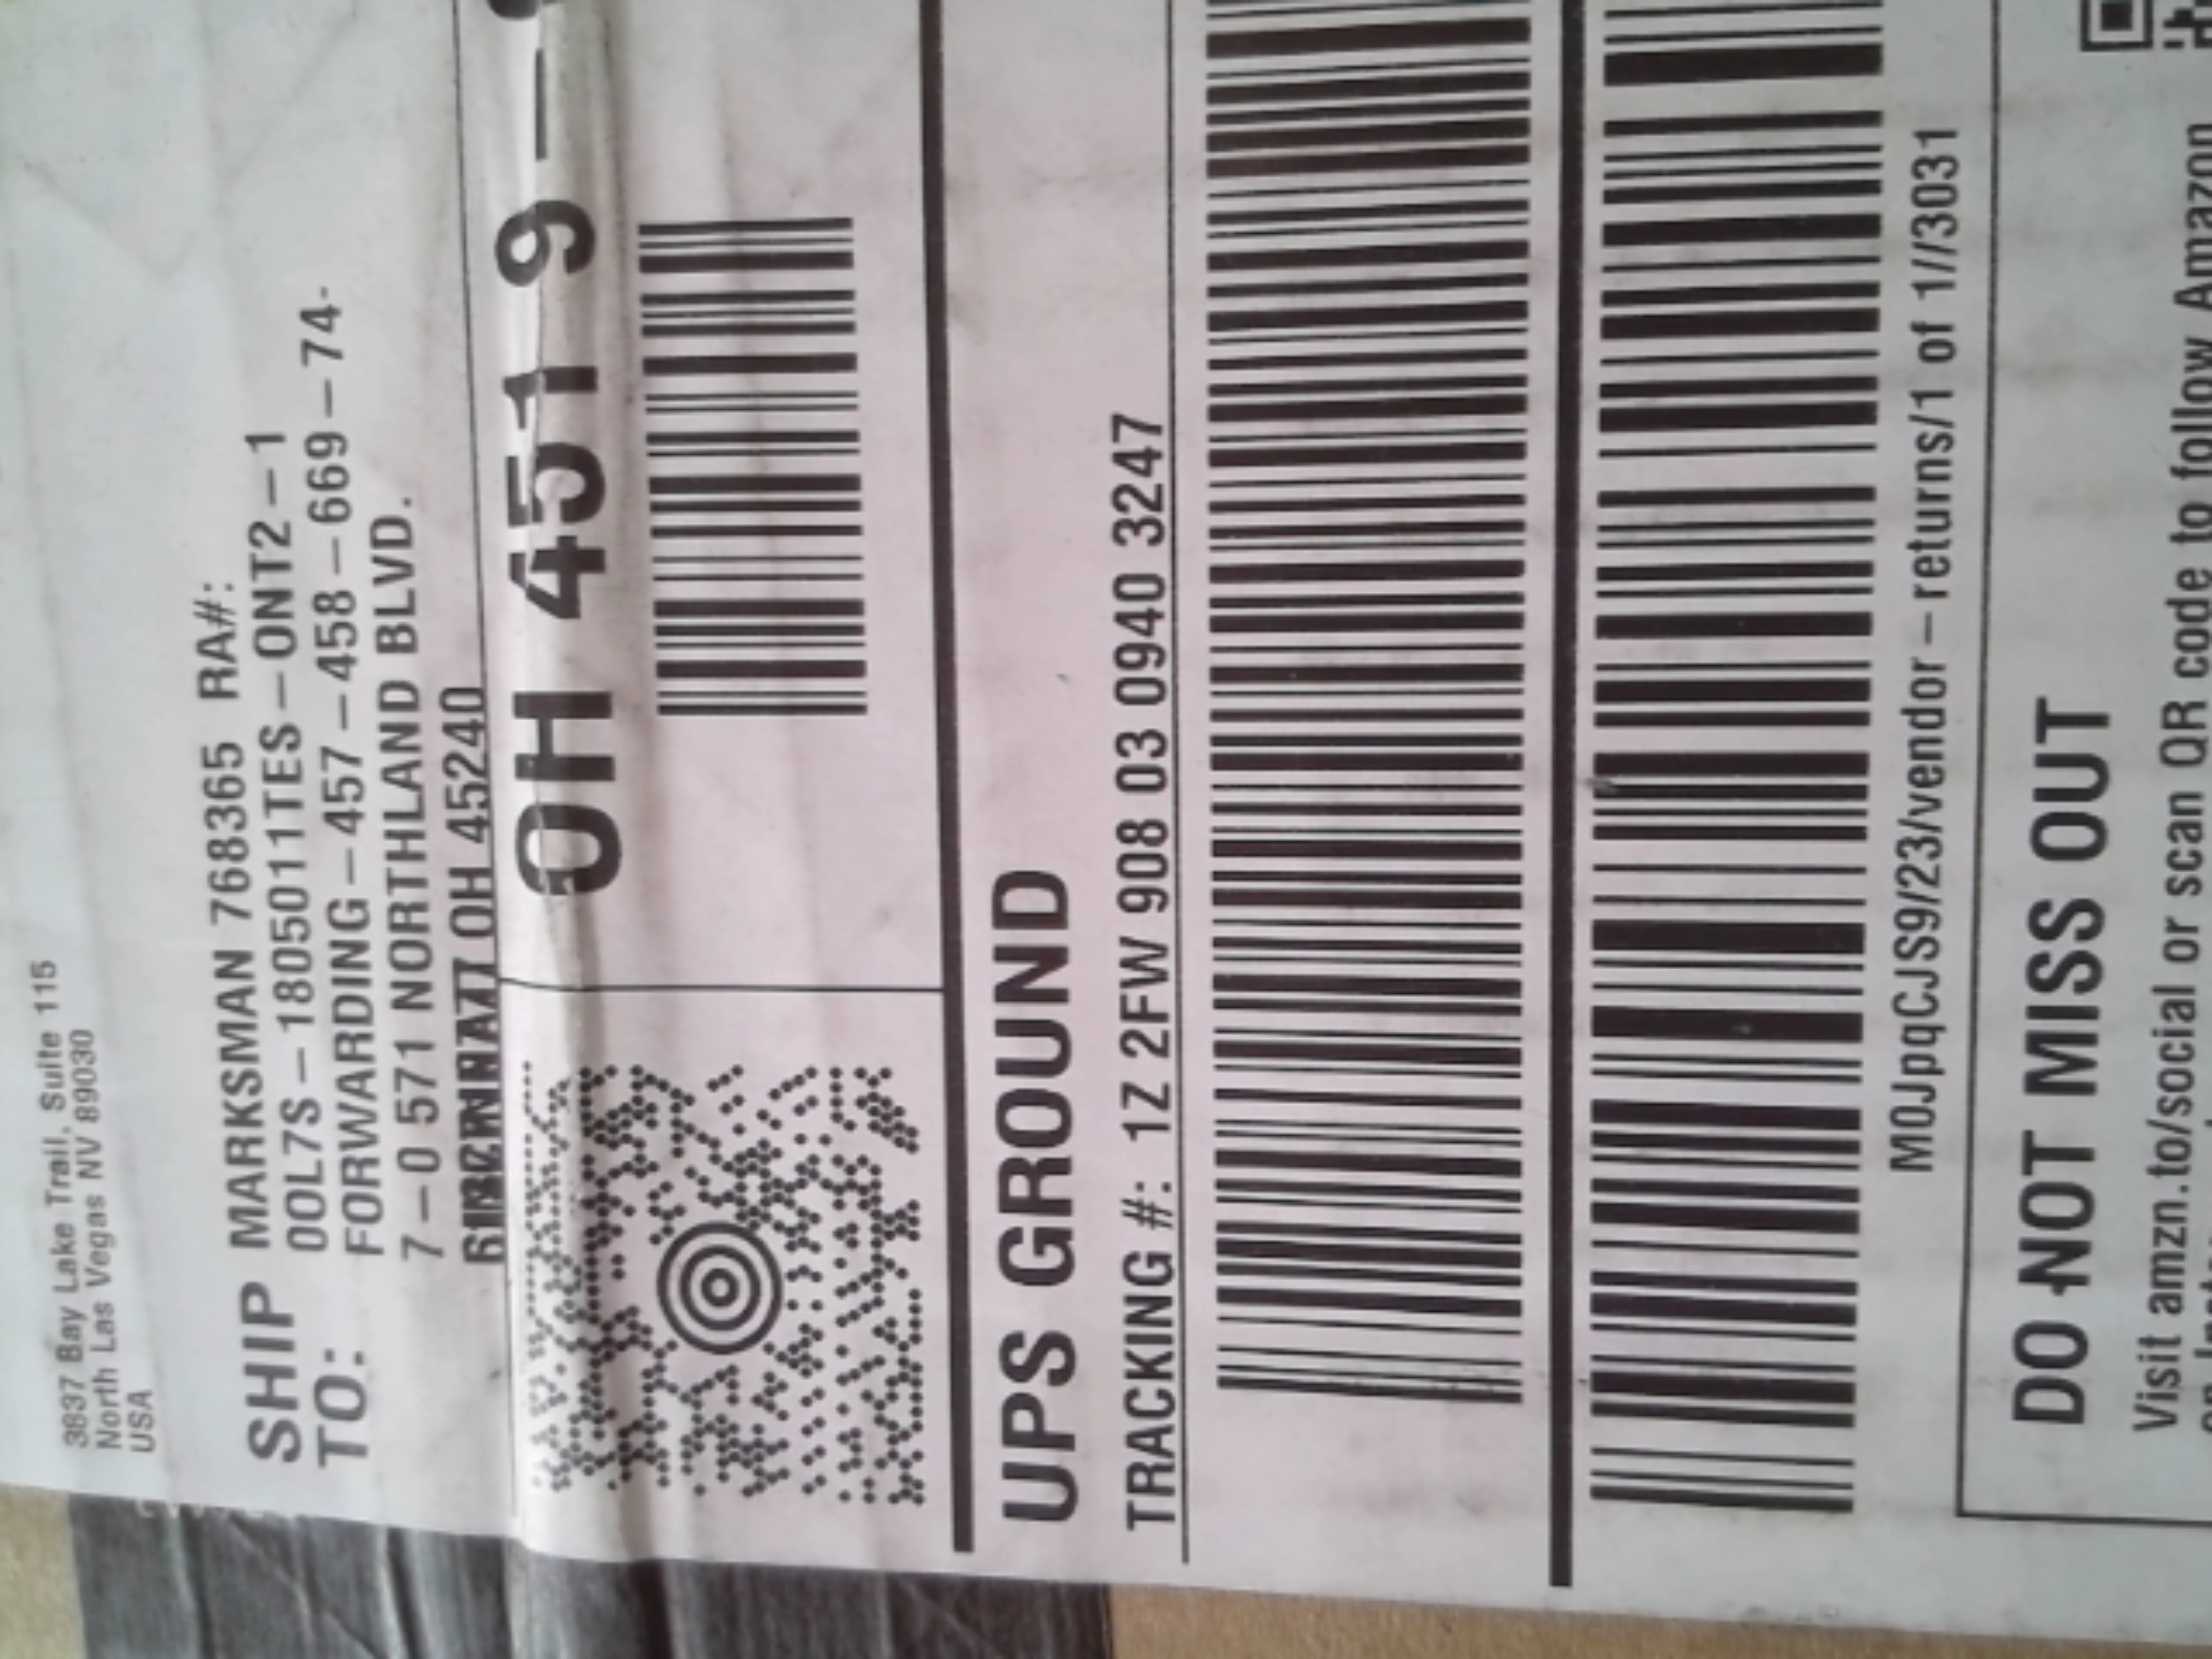 3837 Bay Lake Trail, Suite 115
North Las Vegas NV 89030
USA
SHIP TO:
MARKSMAN 768365 RA#:
00L7S-1805011TES-ONT2-1
FORWARDING-457-458-669-74-
7-0 571 NORTHLAND BLVD.
OH 45240
OH 451 9-
UPS GROUND
TRACKING #: 1Z 2FW 908 03 0940 3247
M0JpqCJS9/23/vendor-returns/1 of 1//3031
DO NOT MISS OUT
Visit amzn.to/social or scan QR code to follow Amazon